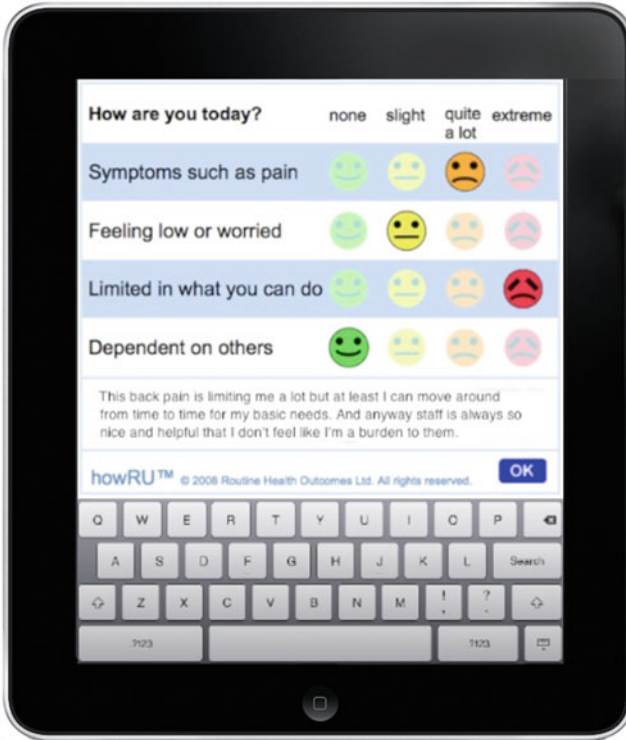 How are you today? none slight quite a lot extreme
Symptoms such as pain
Feeling low or worried
Limited in what you can do
Dependent on others
This back pain is limiting me a lot but at least I can move around
from time to time for my basic needs. And anyway staff is always so
nice and helpful that I don't feel like I'm a burden to them.
howRU™ © 2008 Routine Health Outcomes Ltd. All rights reserved. OK
Q W E R T Y U I O P
A S D F G H J K L Search
Z X C V B N M ! , ? .
.?123 .?123